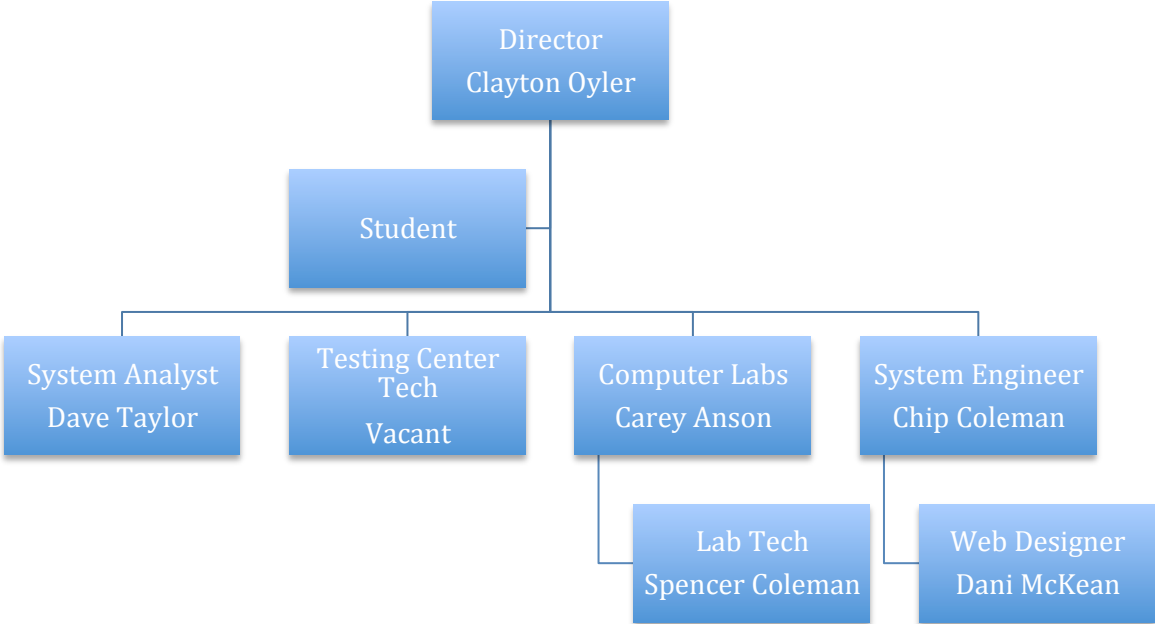 Director
Clayton Oyler
Student
System Analyst
Dave Taylor
Testing Center
Tech
Vacant
Computer Labs
Carey Anson
System Engineer
Chip Coleman
Lab Tech
Spencer Coleman
Web Designer
Dani McKean